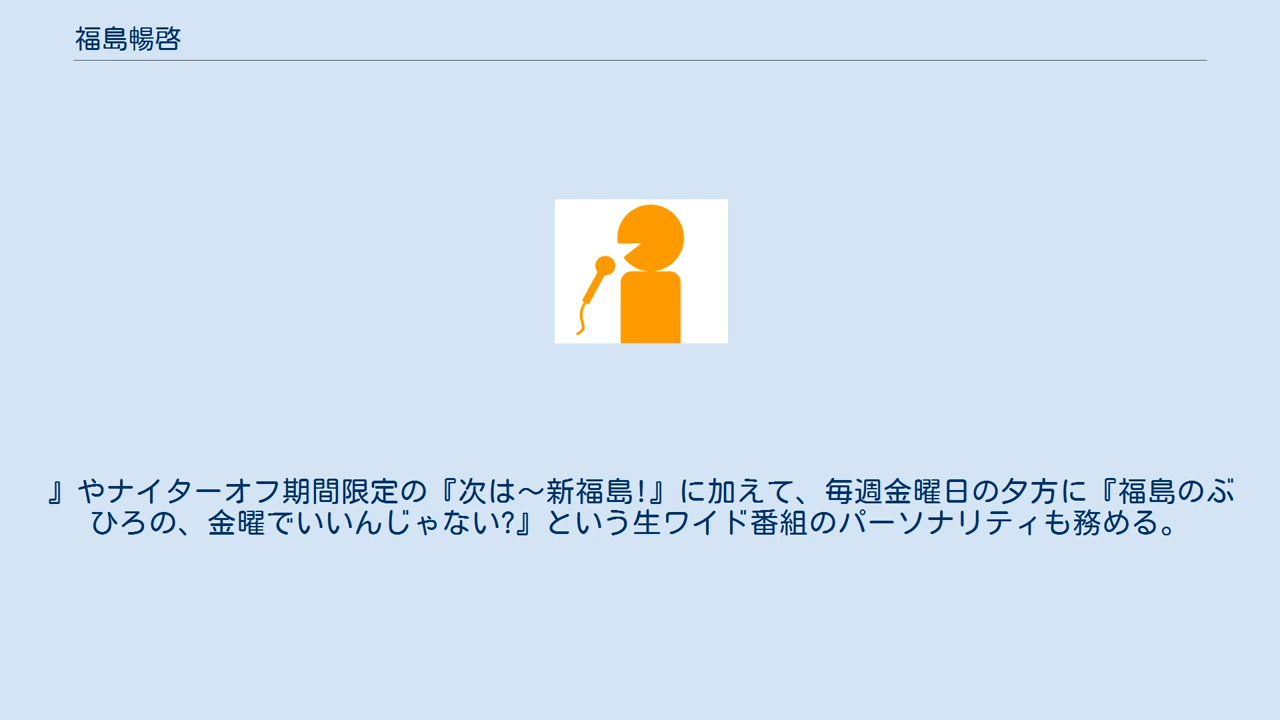 福島暢啓
』やナイターオフ期間限定の『次は〜新福島!』に加えて、毎週金曜日の夕方に『福島のぶ
ひろの、金曜でいいんじゃない?』という生ワイド番組のパーソナリティも務める。